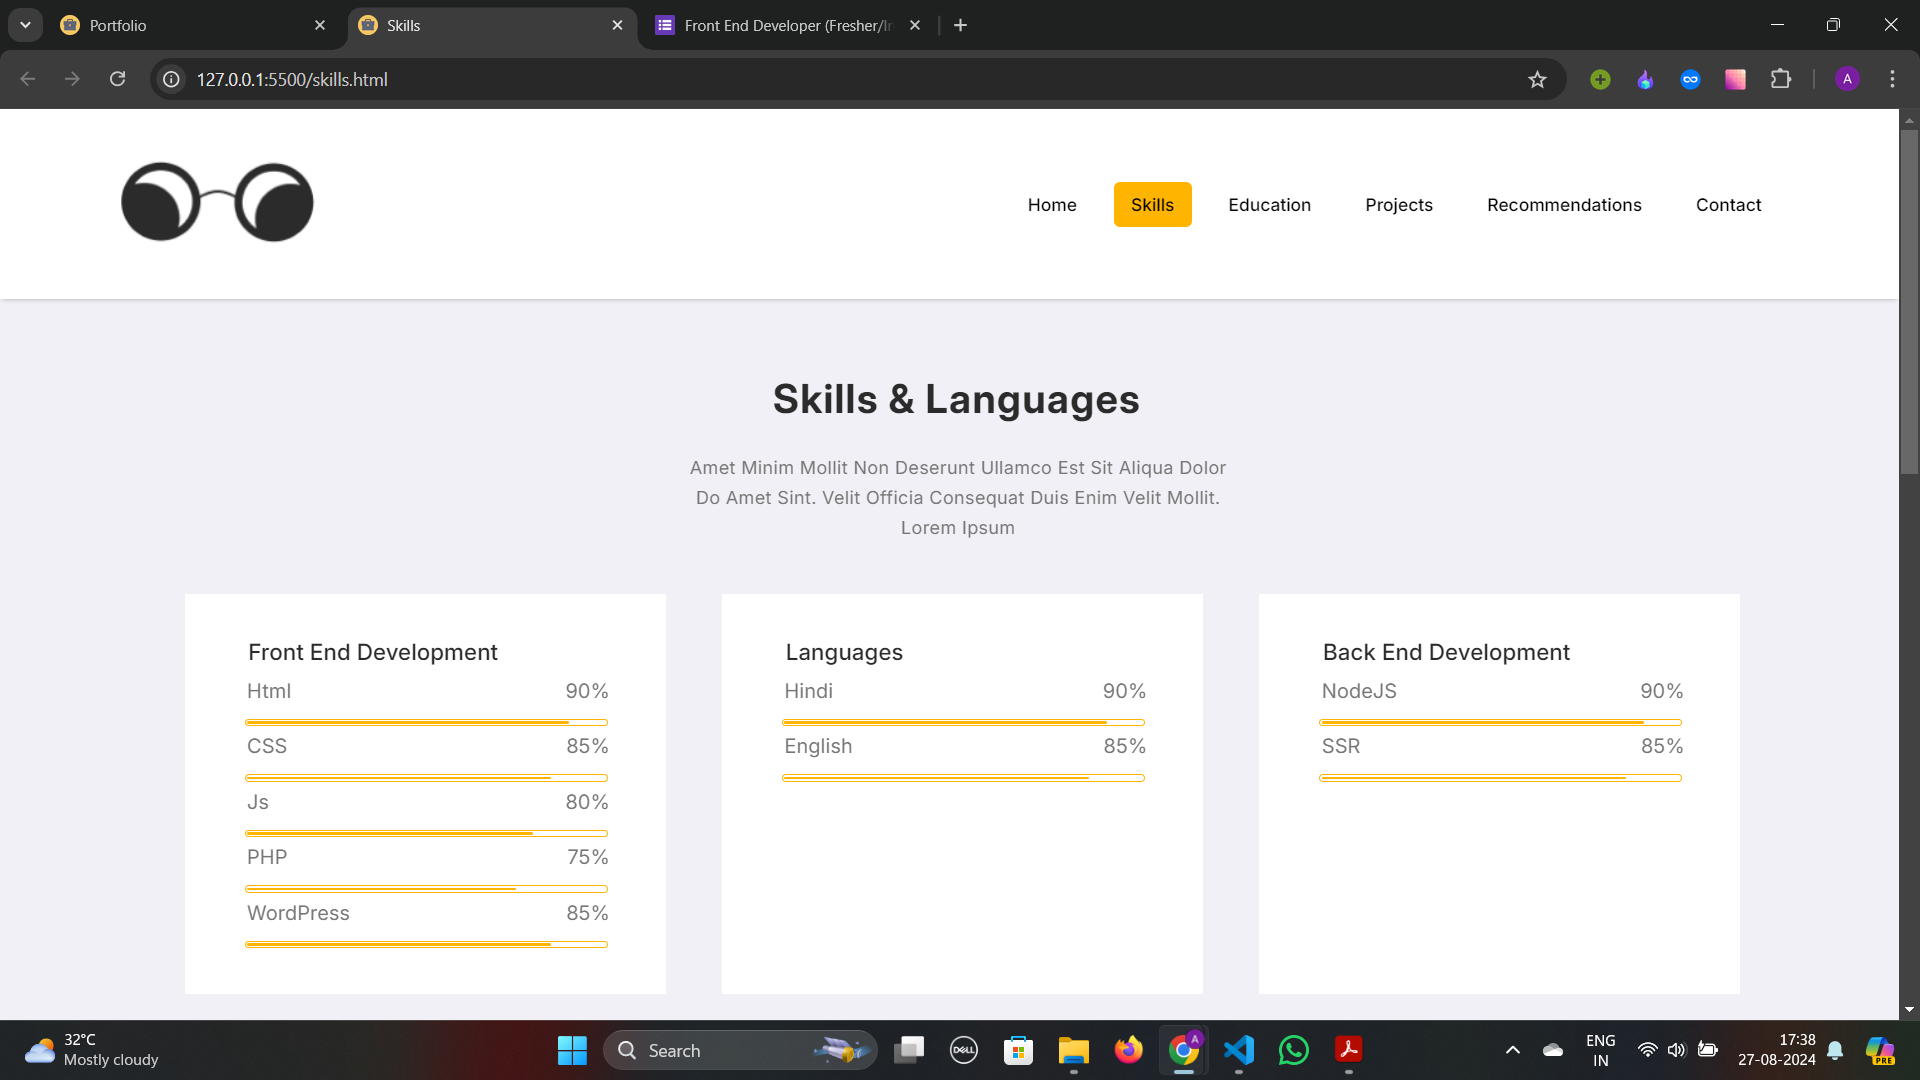 Portfolio
Skills
Front End Developer (Fresher/In
127.0.0.1:5500/skills.html
A
Home
Skills
Education
Projects
Recommendations
Contact
Skills & Languages
Amet Minim Mollit Non Deserunt Ullamco Est Sit Aliqua Dolor
Do Amet Sint. Velit Officia Consequat Duis Enim Velit Mollit.
Lorem Ipsum
Front End Development
Html 90%
CSS 85%
Js 80%
PHP 75%
WordPress 85%
Languages
Hindi 90%
English 85%
Back End Development
NodeJS 90%
SSR 85%
32°C
Mostly cloudy
Search
DELL
A
ENG
IN
17:38
27-08-2024
PRE